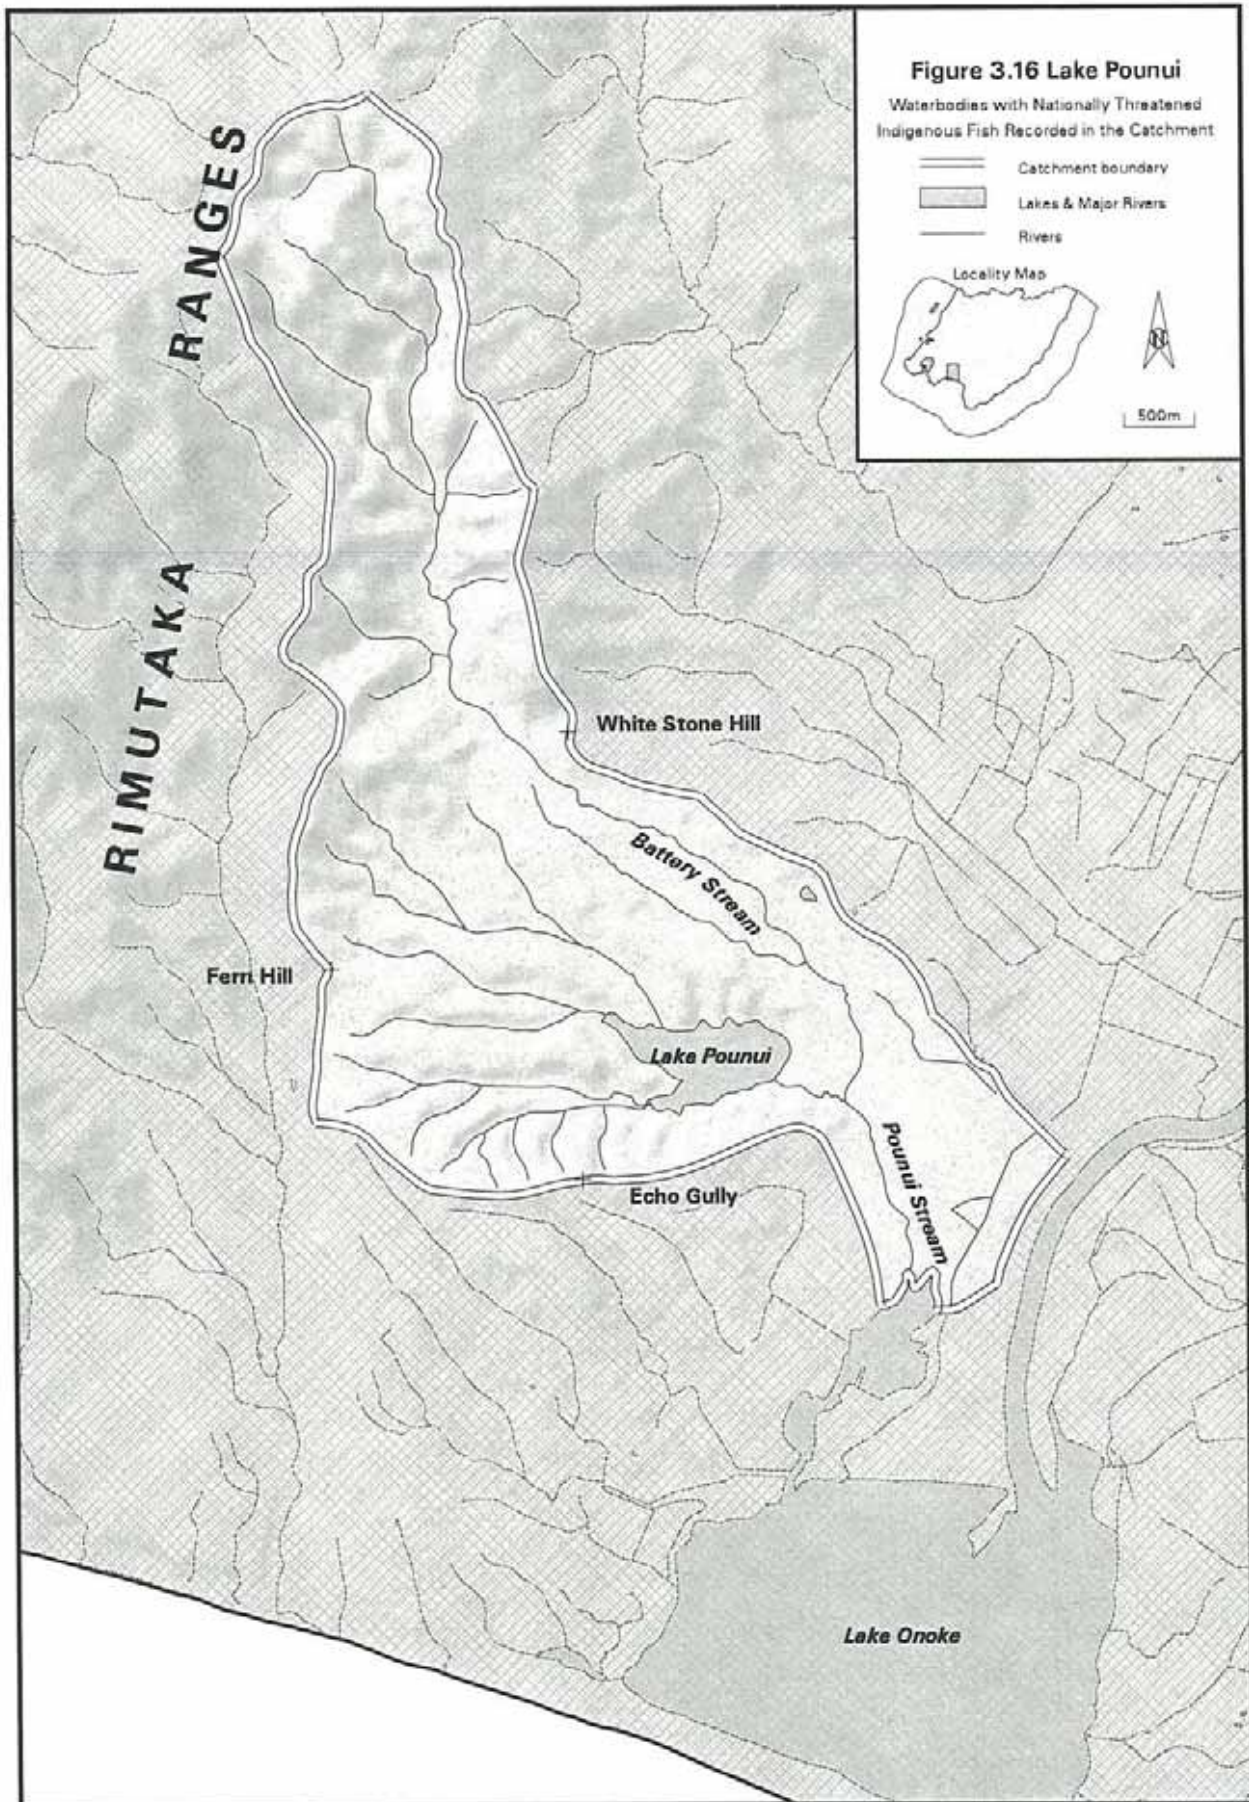 Figure 3.16 Lake Pounui
Waterbodies with Nationally Threatened
Indigenous Fish Recorded in the Catchment
Catchment boundary
Lakes & Major Rivers
Rivers
Locality Map
N
500m
RIMUTAKA RANGES
White Stone Hill
Battery Stream
Fern Hill
Lake Pounui
Pounui Stream
Echo Gully
Lake Onoke